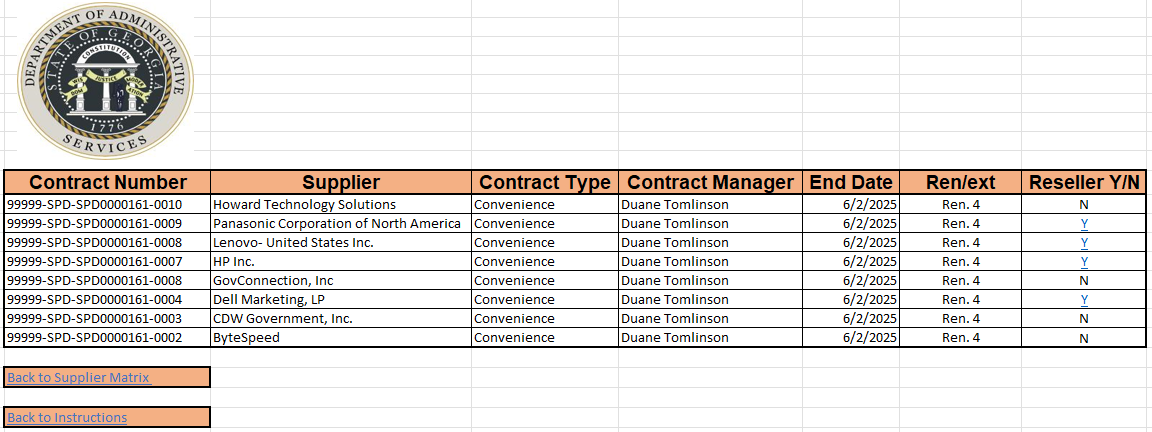 DEPARTMENT OF ADMINISTRATIVE
SERVICES
STATE OF GEORGIA
CONSTITUTION
WISDOM JUSTICE MODERATION
1776
Contract Number Supplier Contract Type Contract Manager End Date Ren/ext Reseller Y/N
99999-SPD-SPD0000161-0010 Howard Technology Solutions Convenience Duane Tomlinson 6/2/2025 Ren. 4 N
99999-SPD-SPD0000161-0009 Panasonic Corporation of North America Convenience Duane Tomlinson 6/2/2025 Ren. 4 Y
99999-SPD-SPD0000161-0008 Lenovo- United States Inc. Convenience Duane Tomlinson 6/2/2025 Ren. 4 Y
99999-SPD-SPD0000161-0007 HP Inc. Convenience Duane Tomlinson 6/2/2025 Ren. 4 Y
99999-SPD-SPD0000161-0008 GovConnection, Inc Convenience Duane Tomlinson 6/2/2025 Ren. 4 N
99999-SPD-SPD0000161-0004 Dell Marketing, LP Convenience Duane Tomlinson 6/2/2025 Ren. 4 Y
99999-SPD-SPD0000161-0003 CDW Government, Inc. Convenience Duane Tomlinson 6/2/2025 Ren. 4 N
99999-SPD-SPD0000161-0002 ByteSpeed Convenience Duane Tomlinson 6/2/2025 Ren. 4 N
Back to Supplier Matrix
Back to Instructions